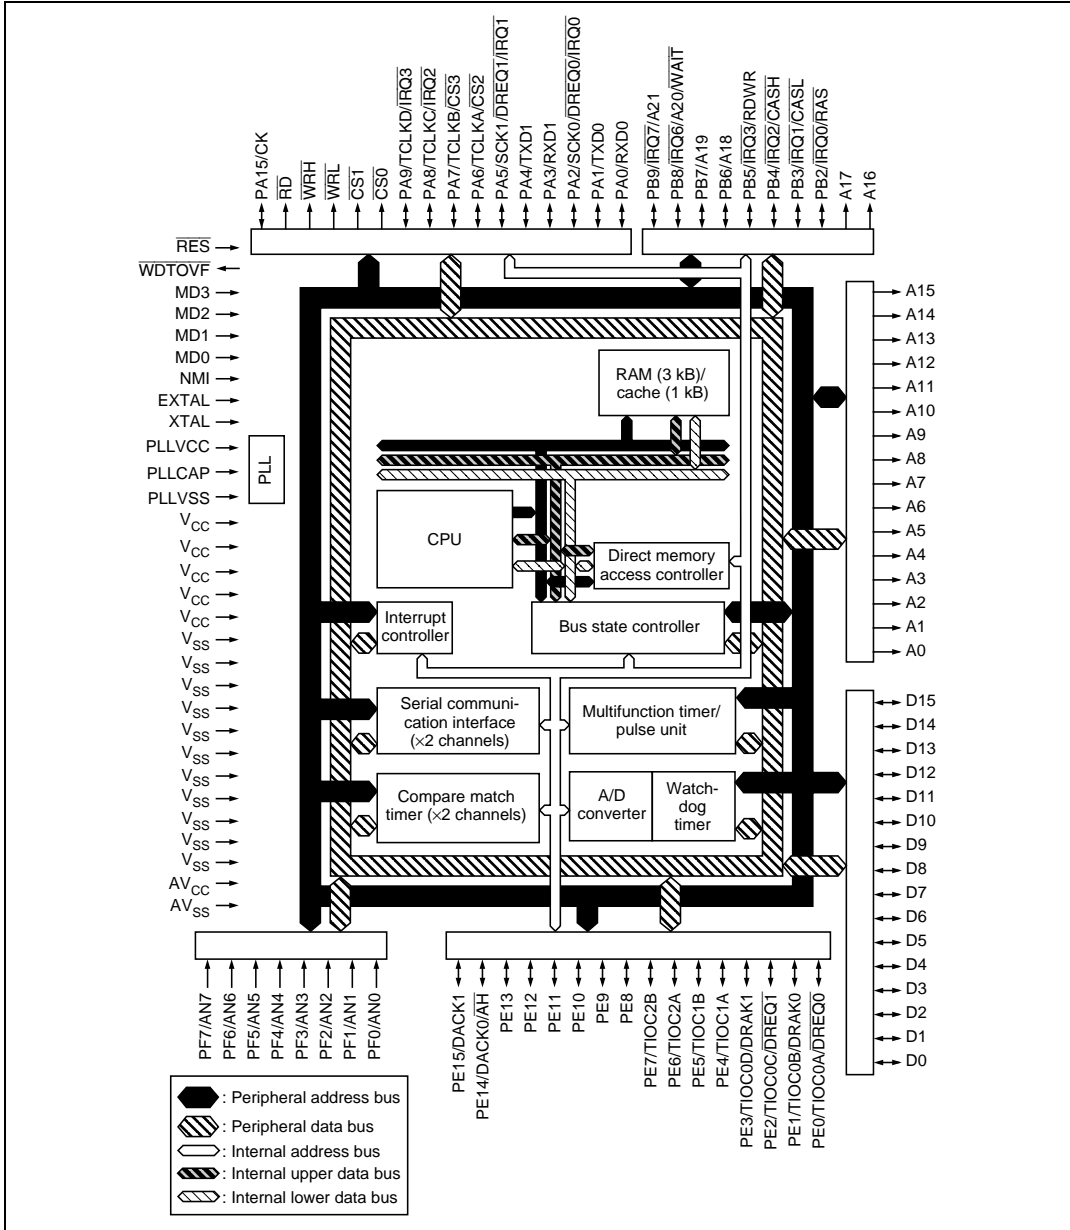 PA15/CK
RD
WRH
WRL
CS1
CS0
PA9/TCLKD/IRQ3
PA8/TCLKC/IRQ2
PA7/TCLKB/CS3
PA6/TCLKA/CS2
PA5/SCK1/DREQ1/IRQ1
PA4/TXD1
PA3/RXD1
PA2/SCK0/DREQ0/IRQ0
PA1/TXD0
PA0/RXD0
PB9/IRQ7/A21
PB8/IRQ6/A20/WAIT
PB7/A19
PB6/A18
PB5/IRQ3/RDWR
PB4/IRQ2/CASH
PB3/IRQ1/CASL
PB2/IRQ0/RAS
A17
A16
RES
WDTOVF
MD3
MD2
MD1
MD0
NMI
EXTAL
XTAL
PLLVCC
PLLCAP
PLLVSS
VCC
VCC
VCC
VCC
VCC
VSS
VSS
VSS
VSS
VSS
VSS
VSS
VSS
VSS
VSS
VSS
AVCC
AVSS
PLL
RAM (3 kB)/
cache (1 kB)
CPU
Direct memory
access controller
Interrupt
controller
Bus state controller
Serial communi-
cation interface
(×2 channels)
Multifunction timer/
pulse unit
Compare match
timer (×2 channels)
A/D
converter
Watch-
dog
timer
A15
A14
A13
A12
A11
A10
A9
A8
A7
A6
A5
A4
A3
A2
A1
A0
D15
D14
D13
D12
D11
D10
D9
D8
D7
D6
D5
D4
D3
D2
D1
D0
PF7/AN7
PF6/AN6
PF5/AN5
PF4/AN4
PF3/AN3
PF2/AN2
PF1/AN1
PF0/AN0
PE15/DACK1
PE14/DACK0/AH
PE13
PE12
PE11
PE10
PE9
PE8
PE7/TIOC2B
PE6/TIOC2A
PE5/TIOC1B
PE4/TIOC1A
PE3/TIOC0D/DRAK1
PE2/TIOC0C/DREQ1
PE1/TIOC0B/DRAK0
PE0/TIOC0A/DREQ0
: Peripheral address bus
: Peripheral data bus
: Internal address bus
: Internal upper data bus
: Internal lower data bus